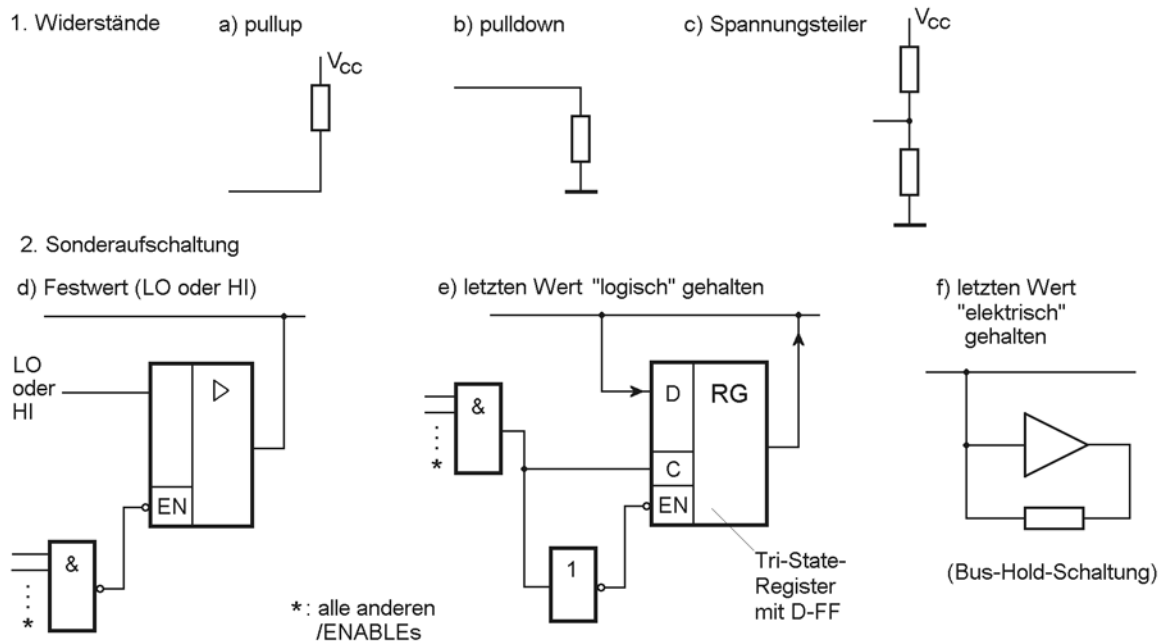 1. Widerstände
a) pullup
b) pulldown
c) Spannungsteiler
VCC
VCC
2. Sonderaufschaltung
d) Festwert (LO oder HI)
e) letzten Wert "logisch" gehalten
f) letzten Wert
"elektrisch"
gehalten
LO
oder
HI
EN
&
*
&
*
D
RG
C
EN
1
Tri-State-
Register
mit D-FF
(Bus-Hold-Schaltung)
*: alle anderen
/ENABLEs